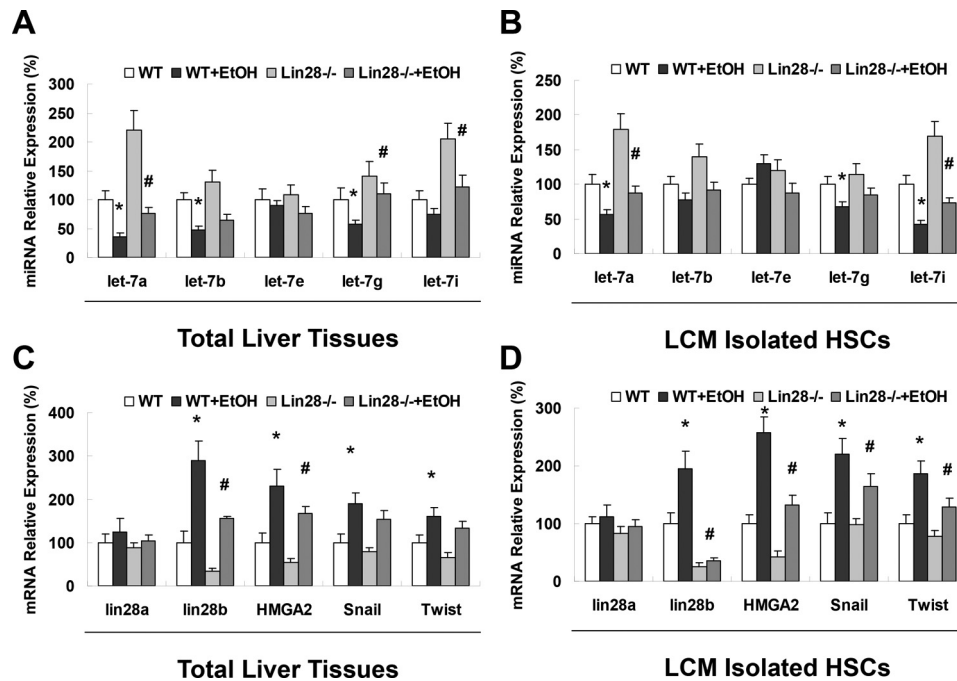 A
miRNA Relative Expression (%)
WT WT+EtOH Lin28-/- Lin28-/-+EtOH
300
250
200
150
100
50
0
* # * * # #
let-7a let-7b let-7e let-7g let-7i
Total Liver Tissues
B
miRNA Relative Expression (%)
WT WT+EtOH Lin28-/- Lin28-/-+EtOH
250
200
150
100
50
0
* # * * #
let-7a let-7b let-7e let-7g let-7i
LCM Isolated HSCs
C
mRNA Relative Expression (%)
WT WT+EtOH Lin28-/- Lin28-/-+EtOH
400
300
200
100
0
* # * # * *
lin28a lin28b HMGA2 Snail Twist
Total Liver Tissues
D
mRNA Relative Expression (%)
WT WT+EtOH Lin28-/- Lin28-/-+EtOH
300
200
100
0
* # * # * # * #
lin28a lin28b HMGA2 Snail Twist
LCM Isolated HSCs